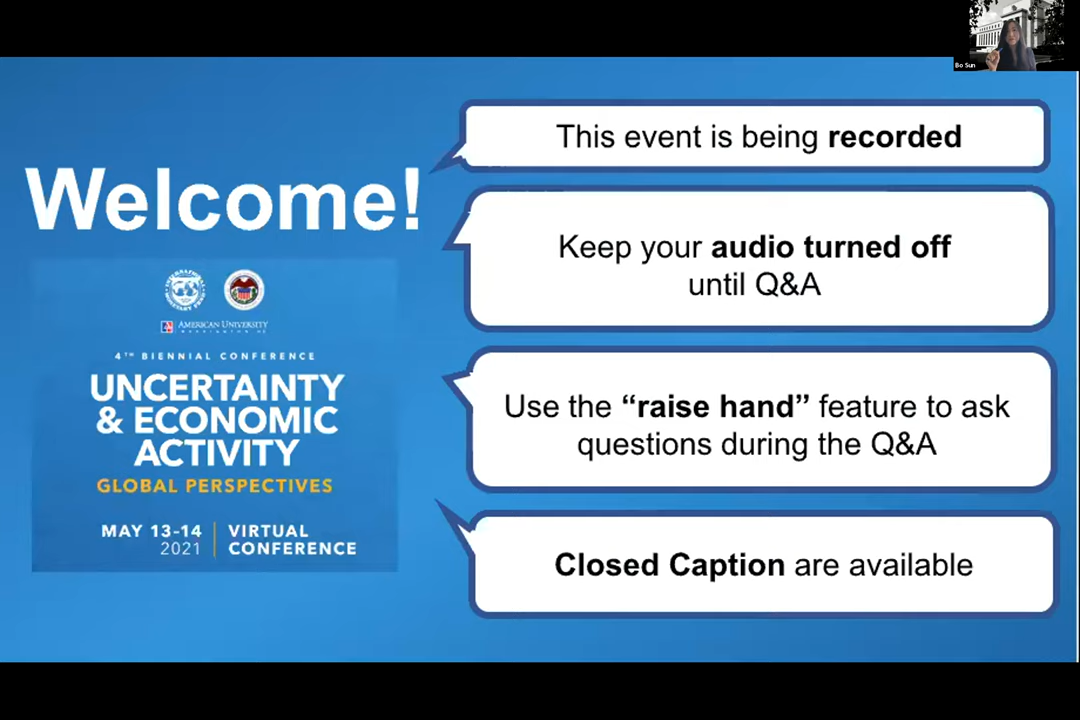 Bo Sun
Welcome!
AMERICAN UNIVERSITY
WASHINGTON DC
4TH BIENNIAL CONFERENCE
UNCERTAINTY
& ECONOMIC
ACTIVITY
GLOBAL PERSPECTIVES
MAY 13-14
2021
VIRTUAL
CONFERENCE
This event is being recorded
Keep your audio turned off
until Q&A
Use the “raise hand” feature to ask
questions during the Q&A
Closed Caption are available